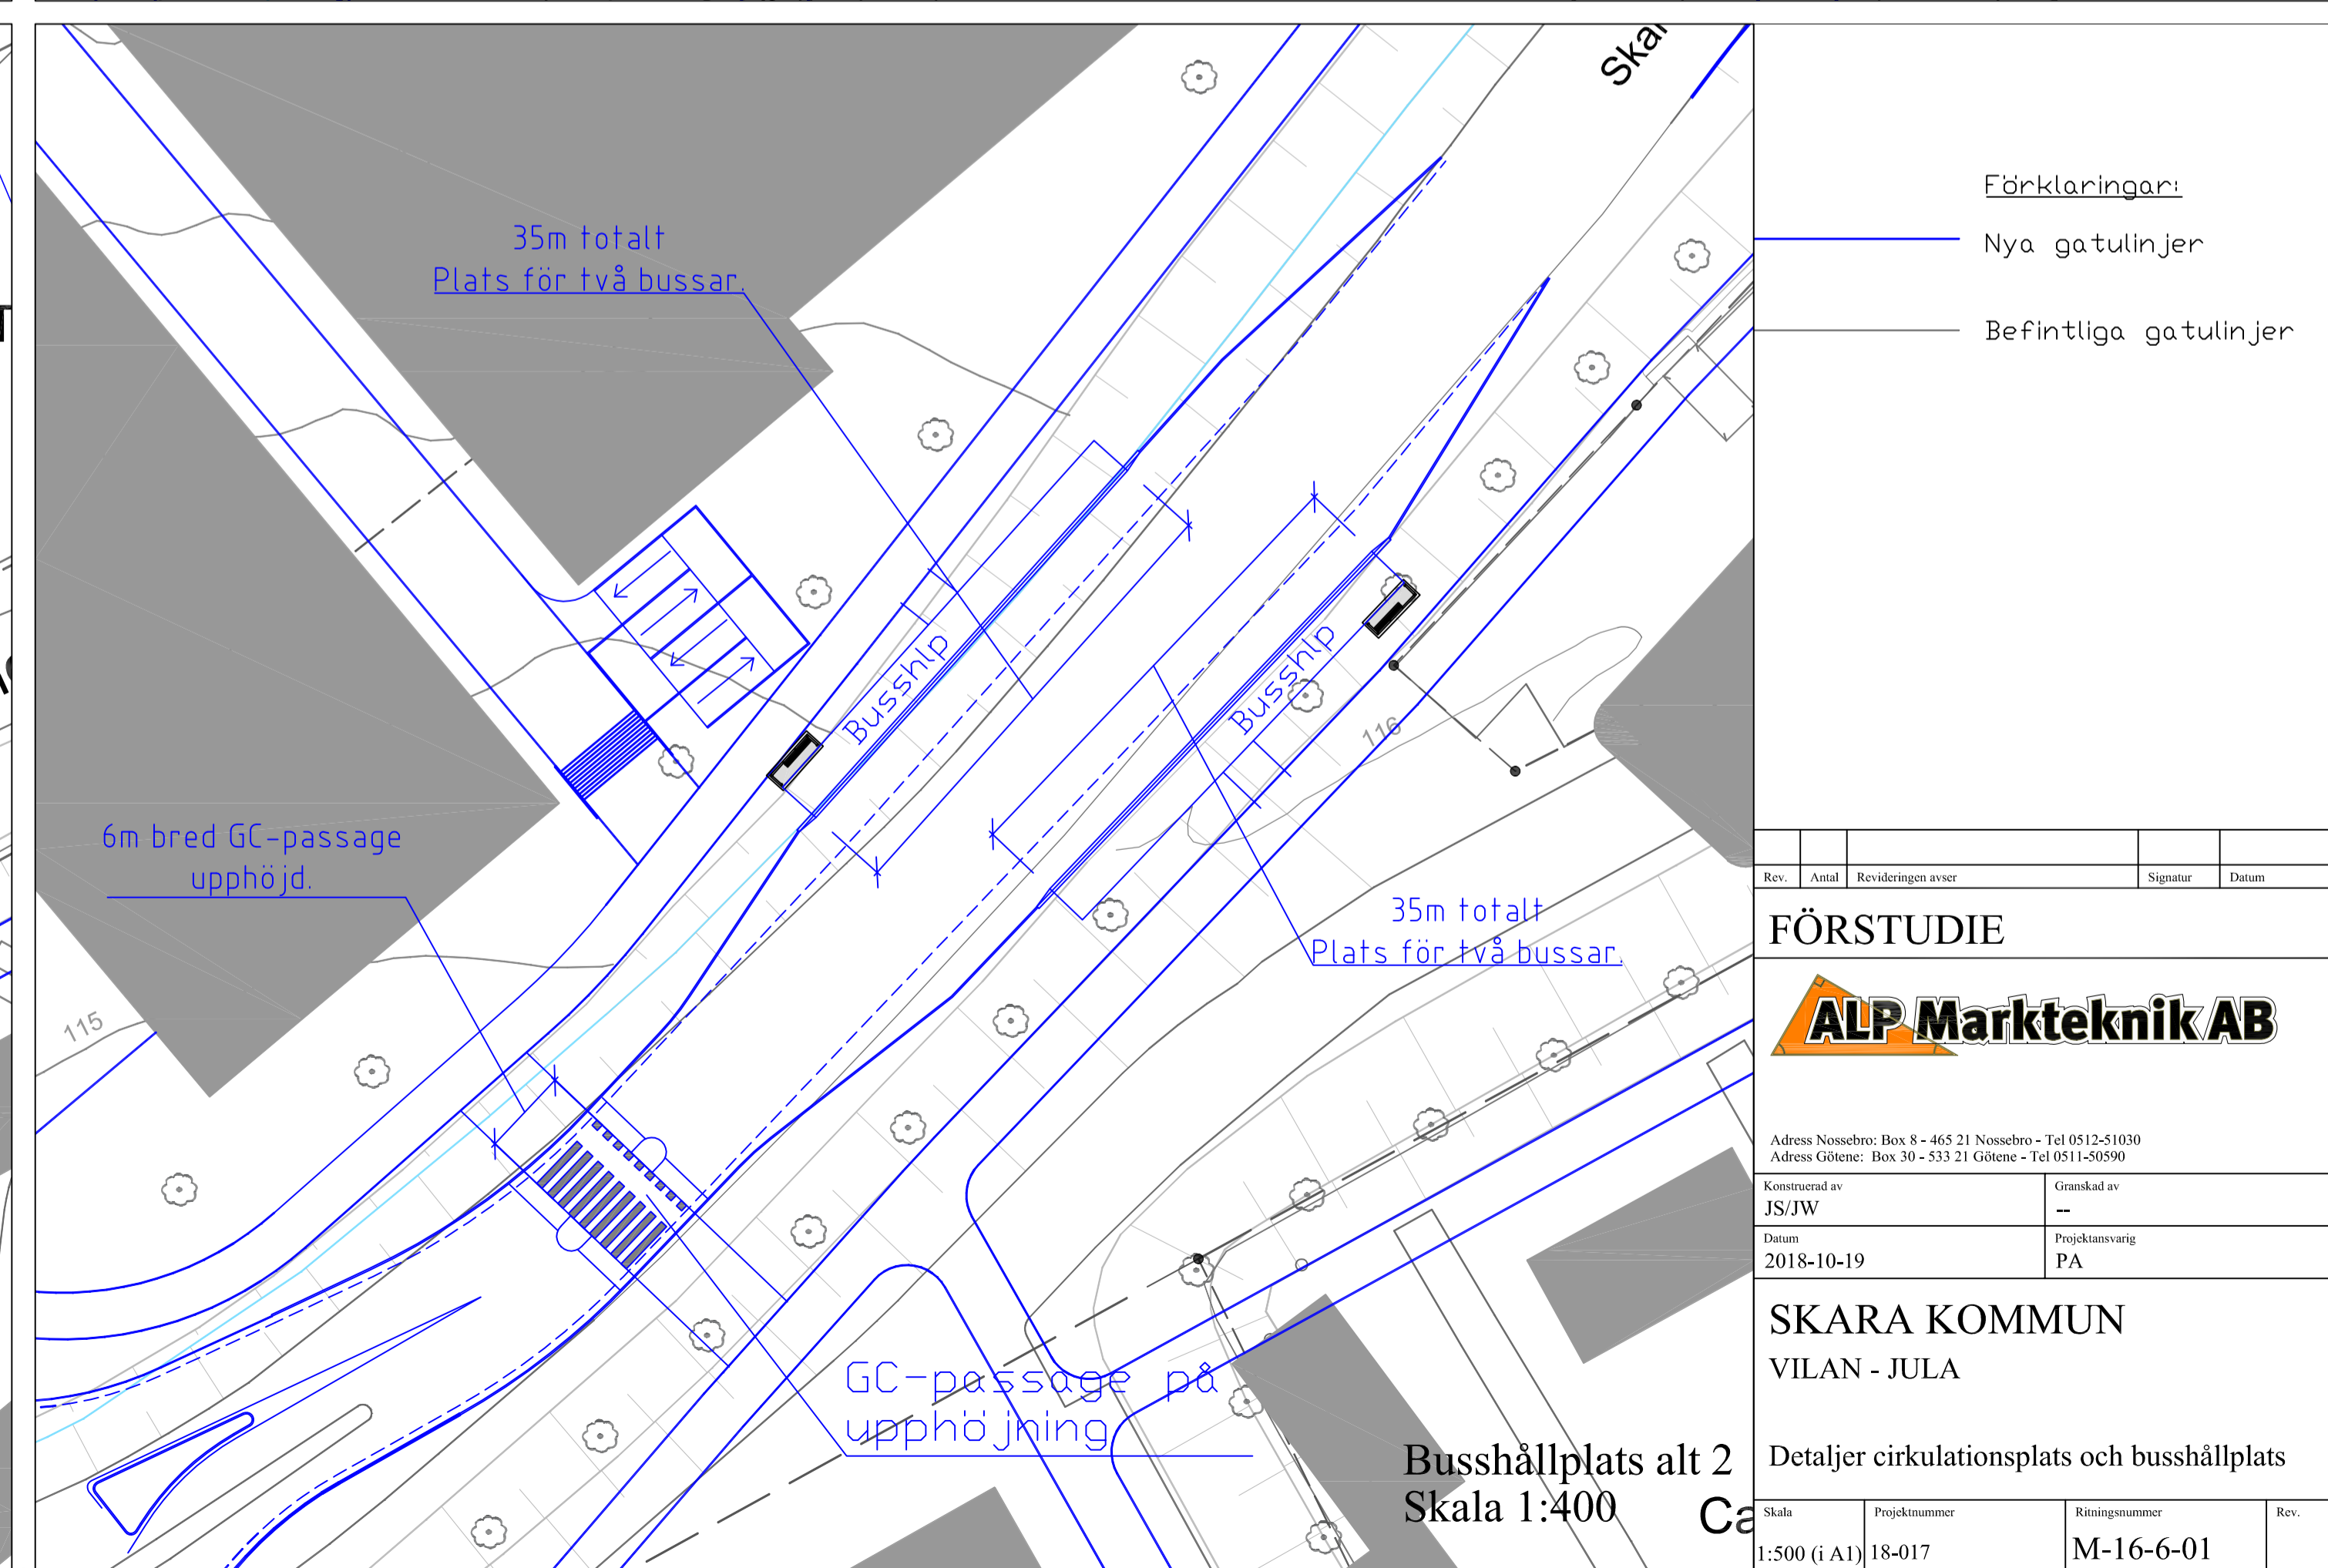 35m totalt
Plats för två bussar.
Busshlp
Busshlp
116
6m bred GC-passage
upphöjd.
35m totalt
Plats för två bussar.
115
GC-passage på
upphöjning
Busshållplats alt 2
Skala 1:400
Förklaringar:
Nya gatulinjer
Befintliga gatulinjer
Rev. Antal Revideringen avser Signatur Datum
FÖRSTUDIE
ALP Markteknik AB
Adress Nossebro: Box 8 - 465 21 Nossebro - Tel 0512-51030
Adress Götene: Box 30 - 533 21 Götene - Tel 0511-50590
Konstruerad av Granskad av
JS/JW --
Datum Projektansvarig
2018-10-19 PA
SKARA KOMMUN
VILAN - JULA
Detaljer cirkulationsplats och busshållplats
Skala Projektnummer Ritningsnummer Rev.
1:500 (i A1) 18-017 M-16-6-01